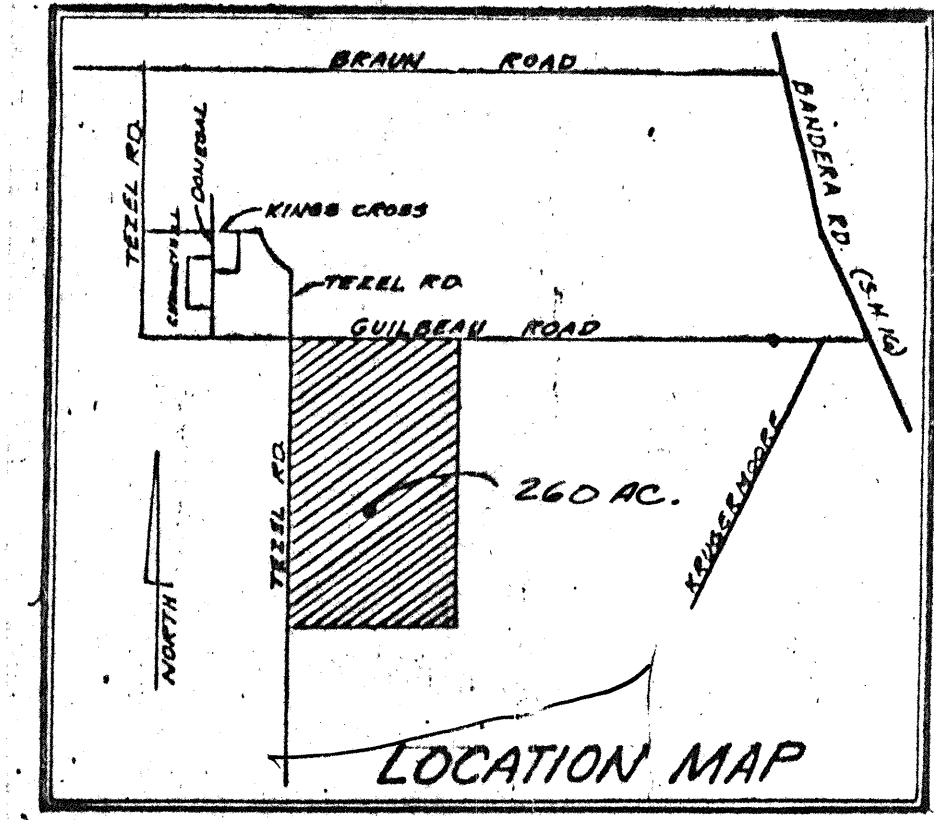 BRAUN ROAD
BANDERA RD. (S.H 16)
TEZEL RD.
DONEGAL
KINGS CROSS
TEZEL RD.
GUILBEAU ROAD
TEZEL RD.
260 AC.
KRUGERMOORE
NORTH
LOCATION MAP